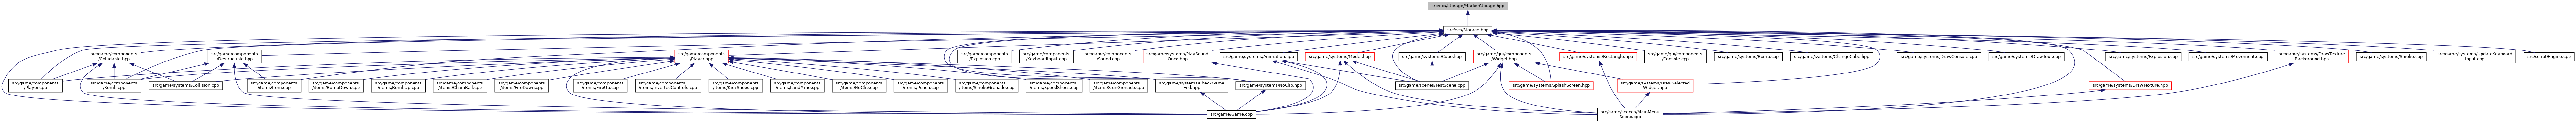 src/ecs/storage/MarkerStorage.hpp
src/ecs/Storage.hpp
src/game/components
/Collidable.hpp
src/game/components
/Destructible.hpp
src/game/components
/Player.hpp
src/game/components
/Explosion.cpp
src/game/components
/KeyboardInput.cpp
src/game/components
/Sound.cpp
src/game/systems/PlaySound
Once.hpp
src/game/systems/Animation.hpp
src/game/systems/Model.hpp
src/game/systems/Cube.hpp
src/game/gui/components
/Widget.hpp
src/game/systems/Rectangle.hpp
src/game/gui/components
/Console.cpp
src/game/systems/Bomb.cpp
src/game/systems/ChangeCube.hpp
src/game/systems/DrawConsole.cpp
src/game/systems/DrawText.cpp
src/game/systems/Explosion.cpp
src/game/systems/Movement.cpp
src/game/systems/DrawTexture
Background.hpp
src/game/systems/Smoke.cpp
src/game/systems/UpdateKeyboard
Input.cpp
src/script/Engine.cpp
src/game/components
/Player.cpp
src/game/components
/Bomb.cpp
src/game/systems/Collision.cpp
src/game/components
/items/Item.cpp
src/game/components
/items/BombDown.cpp
src/game/components
/items/BombUp.cpp
src/game/components
/items/ChainBall.cpp
src/game/components
/items/FireDown.cpp
src/game/components
/items/FireUp.cpp
src/game/components
/items/InvertedControls.cpp
src/game/components
/items/KickShoes.cpp
src/game/components
/items/LandMine.cpp
src/game/components
/items/NoClip.cpp
src/game/components
/items/Punch.cpp
src/game/components
/items/SmokeGrenade.cpp
src/game/components
/items/SpeedShoes.cpp
src/game/components
/items/StunGrenade.cpp
src/game/systems/CheckGame
End.hpp
src/game/systems/NoClip.hpp
src/game/scenes/TestScene.cpp
src/game/systems/SplashScreen.hpp
src/game/systems/DrawSelected
Widget.hpp
src/game/systems/DrawTexture.hpp
src/game/Game.cpp
src/game/scenes/MainMenu
Scene.cpp